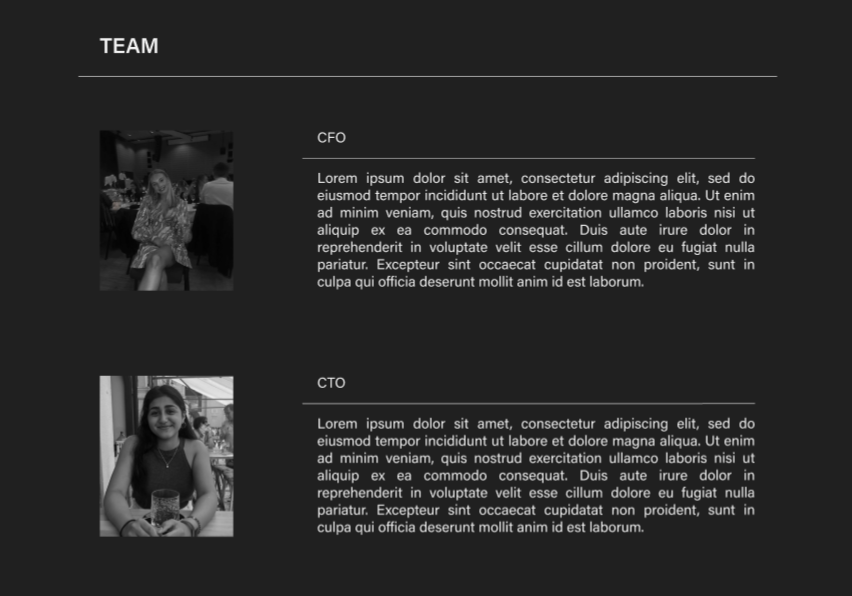 TEAM
CFO
Lorem ipsum dolor sit amet, consectetur adipiscing elit, sed do
eiusmod tempor incididunt ut labore et dolore magna aliqua. Ut enim
ad minim veniam, quis nostrud exercitation ullamco laboris nisi ut
aliquip ex ea commodo consequat. Duis aute irure dolor in
reprehenderit in voluptate velit esse cillum dolore eu fugiat nulla
pariatur. Excepteur sint occaecat cupidatat non proident, sunt in
culpa qui officia deserunt mollit anim id est laborum.
CTO
Lorem ipsum dolor sit amet, consectetur adipiscing elit, sed do
eiusmod tempor incididunt ut labore et dolore magna aliqua. Ut enim
ad minim veniam, quis nostrud exercitation ullamco laboris nisi ut
aliquip ex ea commodo consequat. Duis aute irure dolor in
reprehenderit in voluptate velit esse cillum dolore eu fugiat nulla
pariatur. Excepteur sint occaecat cupidatat non proident, sunt in
culpa qui officia deserunt mollit anim id est laborum.